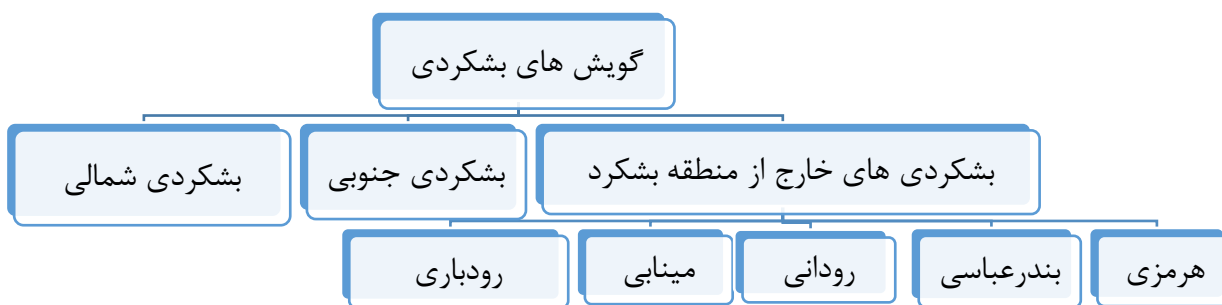 گویش های بشکردی
بشکردی های خارج از منطقه بشکرد
بشکردی جنوبی
بشکردی شمالی
هرمزی
بندرعباسی
رودانی
مینابی
رودباری